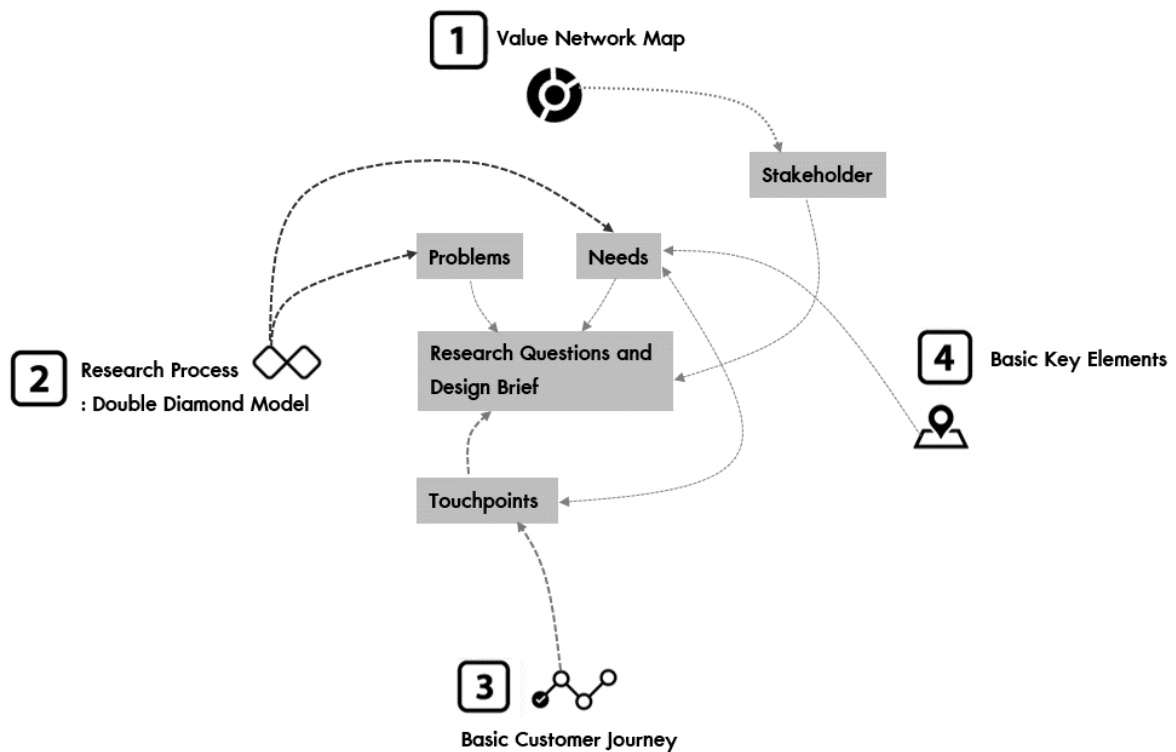 1 Value Network Map
Stakeholder
Problems
Needs
Research Questions and
Design Brief
2 Research Process
: Double Diamond Model
4 Basic Key Elements
Touchpoints
3
Basic Customer Journey